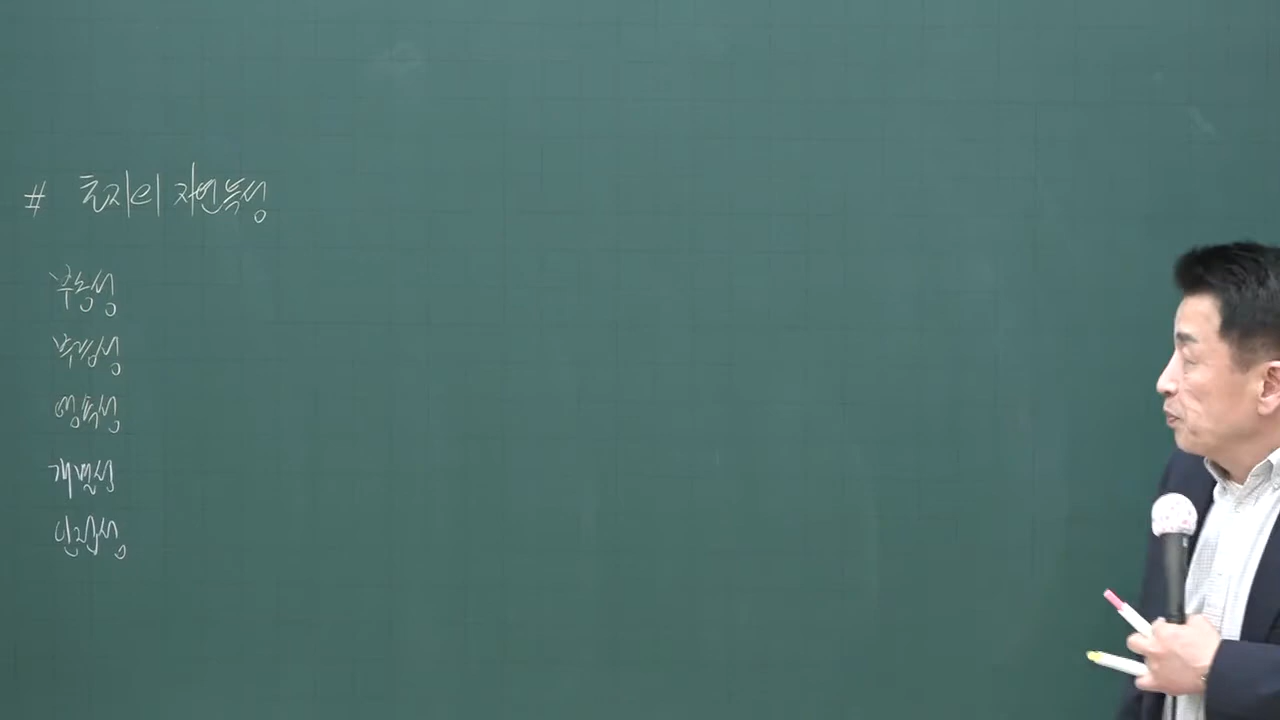 # 토지의 자연특성
부동성
부증성
영속성
개별성
인접성